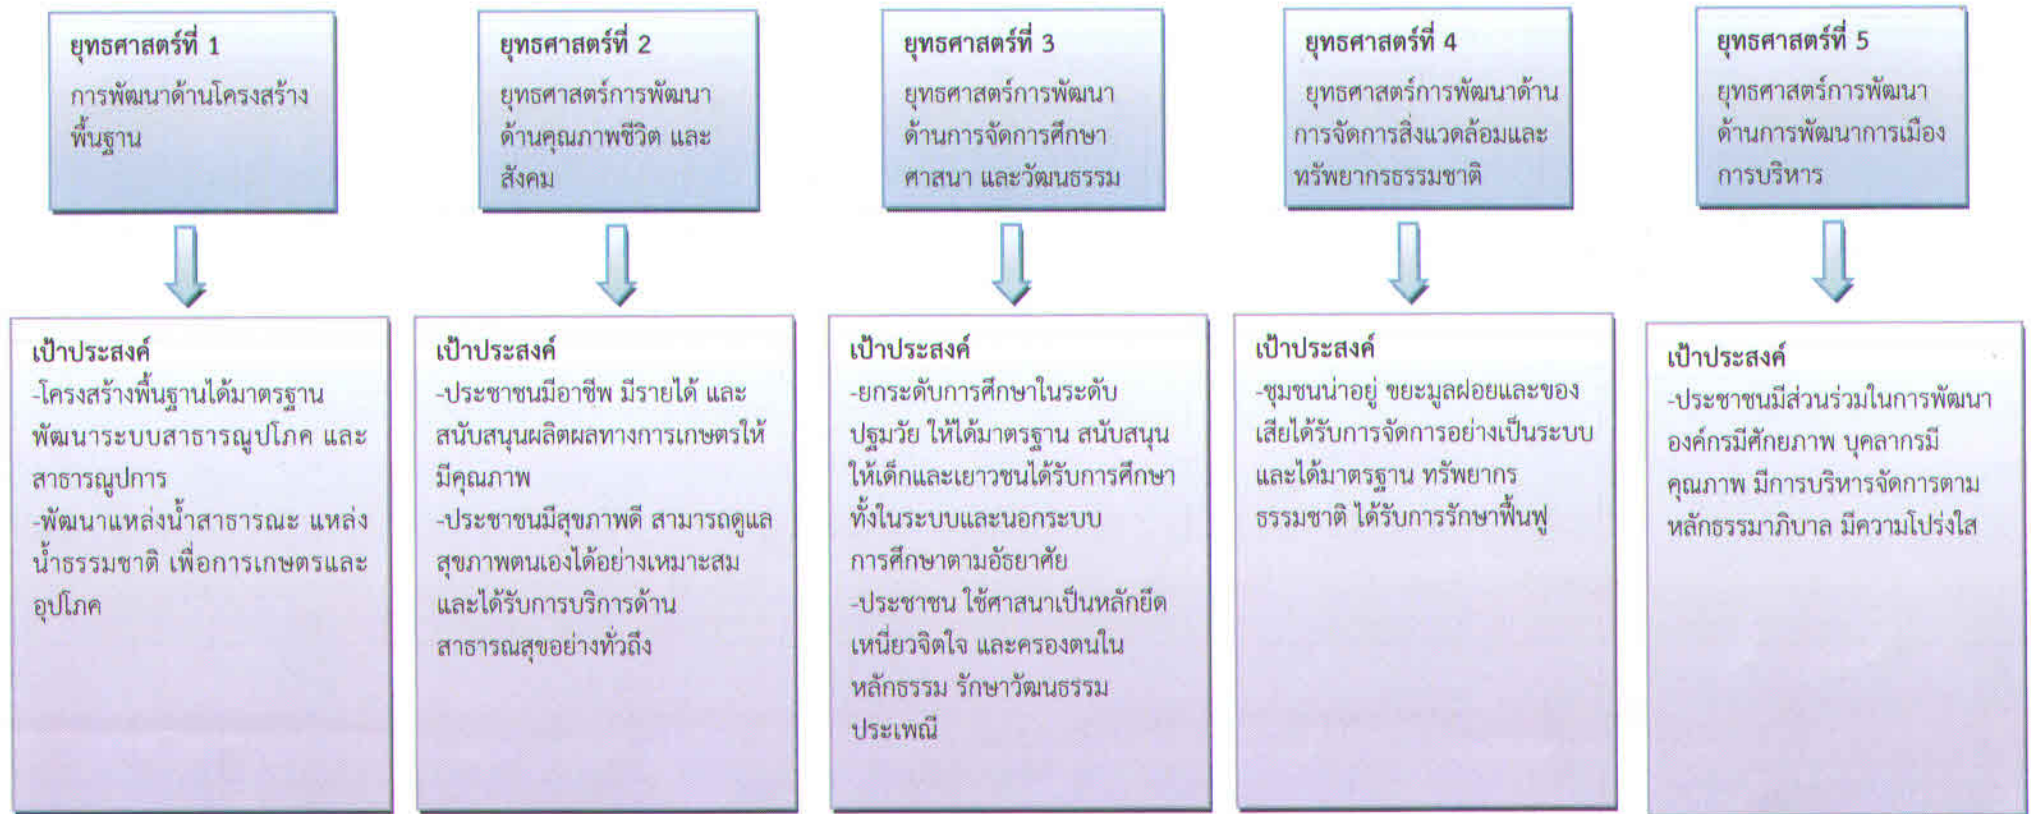 ยุทธศาสตร์ที่ 1
การพัฒนาด้านโครงสร้าง
พื้นฐาน
ยุทธศาสตร์ที่ 2
ยุทธศาสตร์การพัฒนา
ด้านคุณภาพชีวิต และ
สังคม
ยุทธศาสตร์ที่ 3
ยุทธศาสตร์การพัฒนา
ด้านการจัดการศึกษา
ศาสนา และวัฒนธรรม
ยุทธศาสตร์ที่ 4
ยุทธศาสตร์การพัฒนาด้าน
การจัดการสิ่งแวดล้อมและ
ทรัพยากรธรรมชาติ
ยุทธศาสตร์ที่ 5
ยุทธศาสตร์การพัฒนา
ด้านการพัฒนาการเมือง
การบริหาร
เป้าประสงค์
-โครงสร้างพื้นฐานได้มาตรฐาน
พัฒนาระบบสาธารณูปโภค และ
สาธารณูปการ
-พัฒนาแหล่งน้ำสาธารณะ แหล่ง
น้ำธรรมชาติ เพื่อการเกษตรและ
อุปโภค
เป้าประสงค์
-ประชาชนมีอาชีพ มีรายได้ และ
สนับสนุนผลิตผลทางการเกษตรให้
มีคุณภาพ
-ประชาชนมีสุขภาพดี สามารถดูแล
สุขภาพตนเองได้อย่างเหมาะสม
และได้รับการบริการด้าน
สาธารณสุขอย่างทั่วถึง
เป้าประสงค์
-ยกระดับการศึกษาในระดับ
ปฐมวัย ให้ได้มาตรฐาน สนับสนุน
ให้เด็กและเยาวชนได้รับการศึกษา
ทั้งในระบบและนอกระบบ
การศึกษาตามอัธยาศัย
-ประชาชน ใช้ศาสนาเป็นหลักยึด
เหนี่ยวจิตใจ และครองตนใน
หลักธรรม รักษาวัฒนธรรม
ประเพณี
เป้าประสงค์
-ชุมชนน่าอยู่ ขยะมูลฝอยและของ
เสียได้รับการจัดการอย่างเป็นระบบ
และได้มาตรฐาน ทรัพยากร
ธรรมชาติ ได้รับการรักษาฟื้นฟู
เป้าประสงค์
-ประชาชนมีส่วนร่วมในการพัฒนา
องค์กรมีศักยภาพ บุคลากรมี
คุณภาพ มีการบริหารจัดการตาม
หลักธรรมาภิบาล มีความโปร่งใส